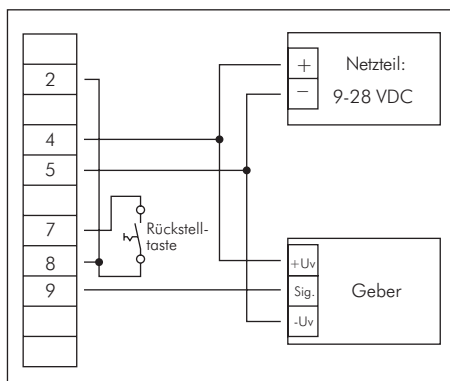 2
4
5
7
8
9
Rückstell-
taste
+
−
Netzteil:
9-28 VDC
+Uv
Sig.
-Uv
Geber